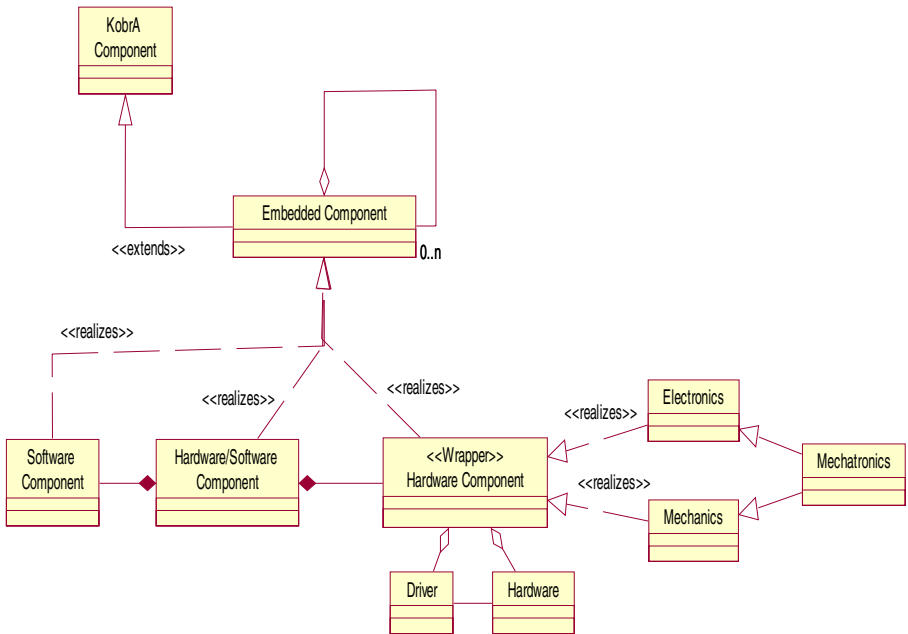 KobrA
Component
Embedded Component
<<extends>>
0..n
<<realizes>>
<<realizes>>
<<realizes>>
<<realizes>>
Electronics
Software
Component
Hardware/Software
Component
<<Wrapper>>
Hardware Component
Mechatronics
<<realizes>>
Mechanics
Driver
Hardware